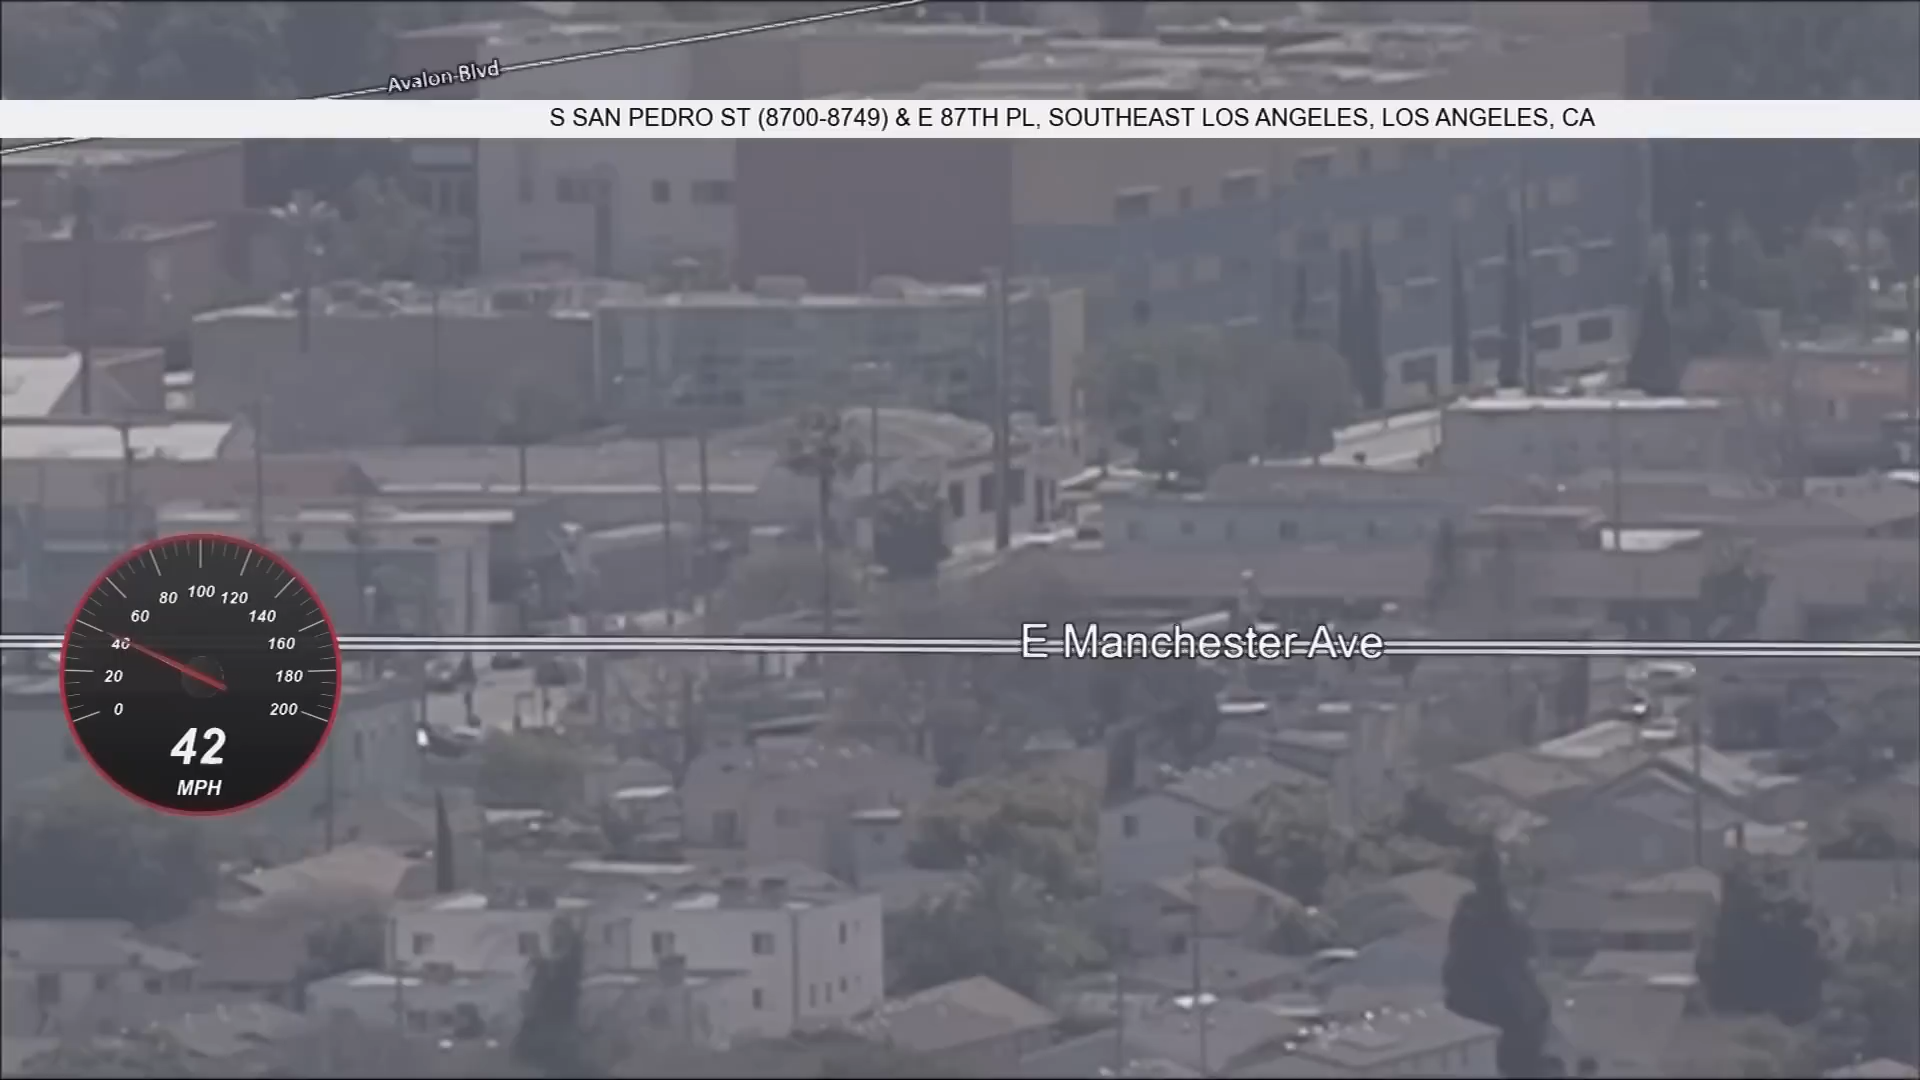 Avalon Blvd
S SAN PEDRO ST (8700-8749) & E 87TH PL, SOUTHEAST LOS ANGELES, LOS ANGELES, CA
E Manchester Ave
0 20 40 60 80 100 120 140 160 180 200
42
MPH